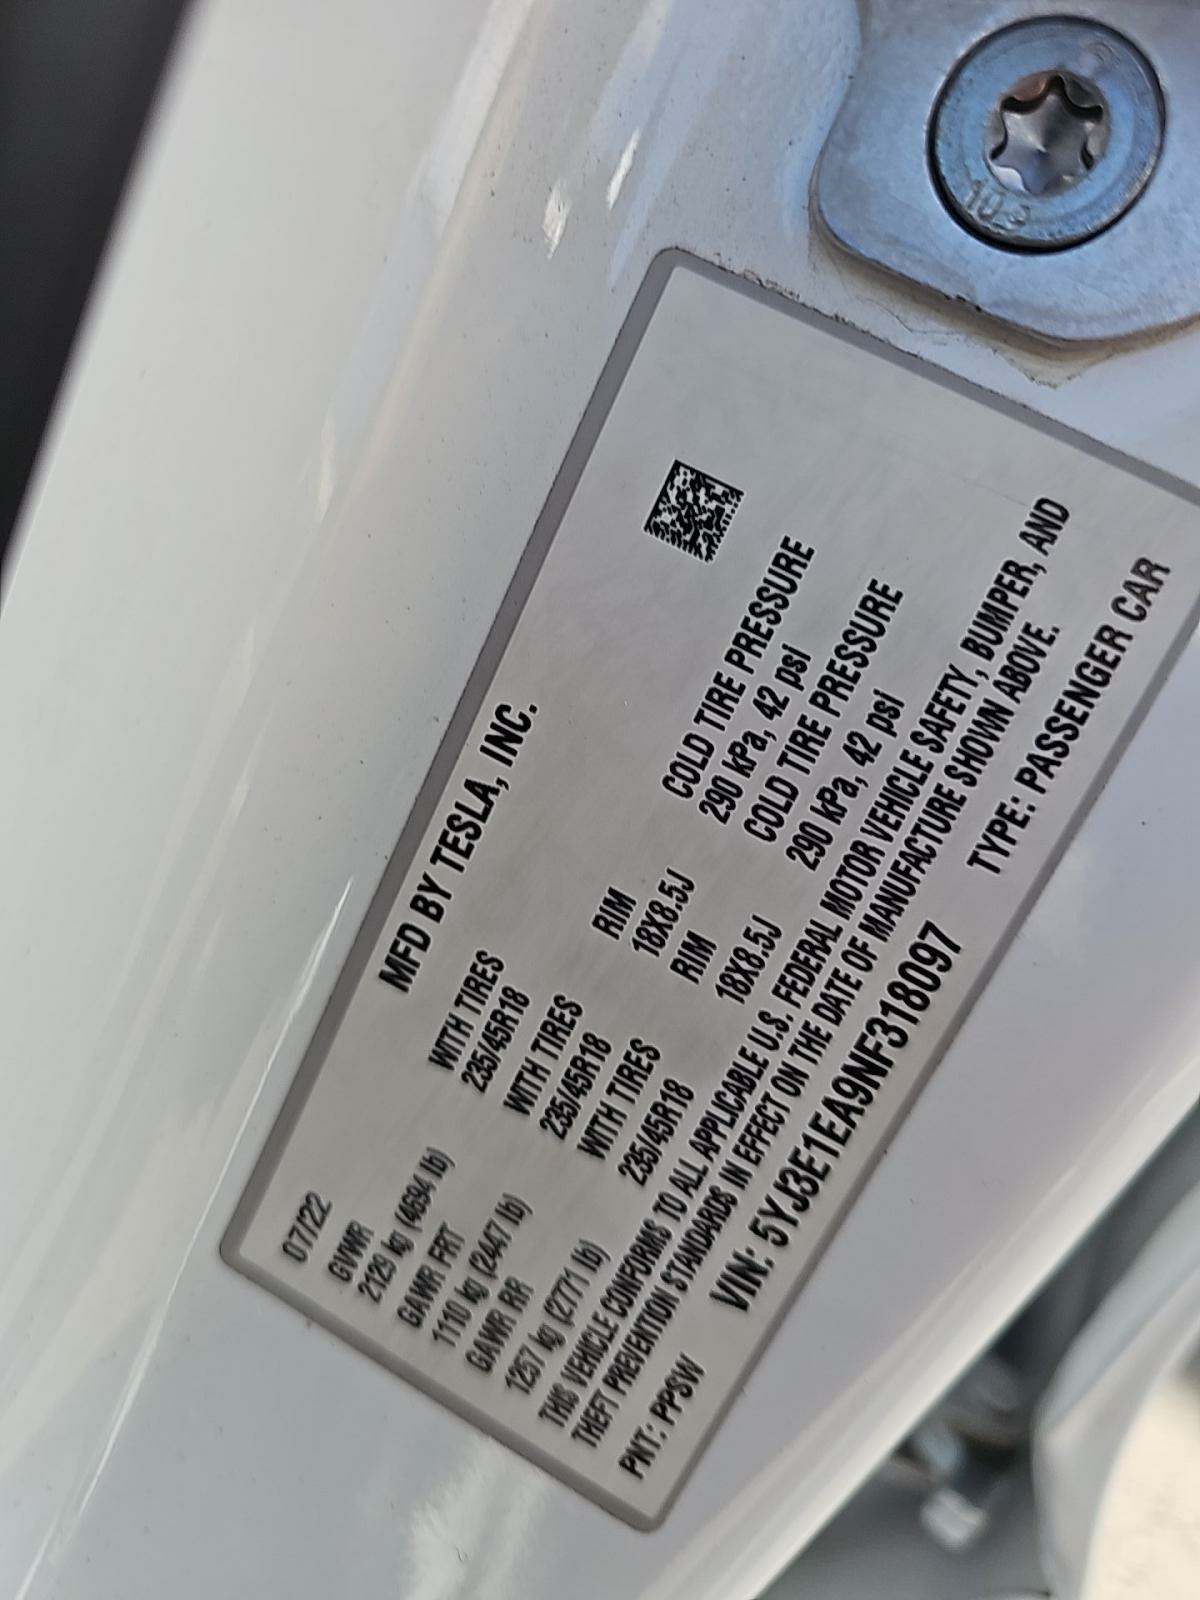 10.9
07/22 MFD BY TESLA, INC.
GVWR WITH TIRES
2129 kg (4694 lb) 235/45R18
GAWR FRT WITH TIRES RIM COLD TIRE PRESSURE
1110 kg (2447 lb) 235/45R18 18X8.5J 290 kPa, 42 psi
GAWR RR WITH TIRES RIM COLD TIRE PRESSURE
1257 kg (2771 lb) 235/45R18 18X8.5J 290 kPa, 42 psi
THIS VEHICLE CONFORMS TO ALL APPLICABLE U.S. FEDERAL MOTOR VEHICLE SAFETY, BUMPER, AND
THEFT PREVENTION STANDARDS IN EFFECT ON THE DATE OF MANUFACTURE SHOWN ABOVE.
PNT: PPSW VIN: 5YJ3E1EA9NF318097 TYPE: PASSENGER CAR